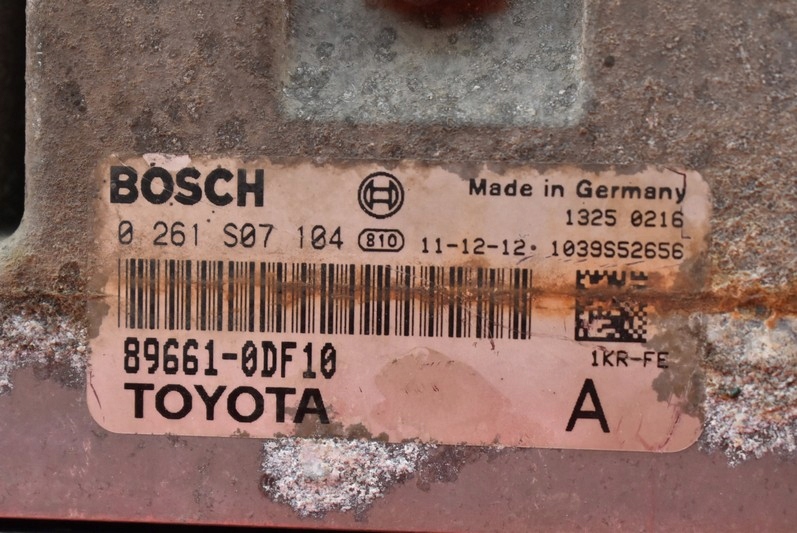 BOSCH
Made in Germany
1325 0216
L
0 261 S07 104 810 11-12-12• 1039S52656
89661-0DF10
1KR-FE
TOYOTA
A